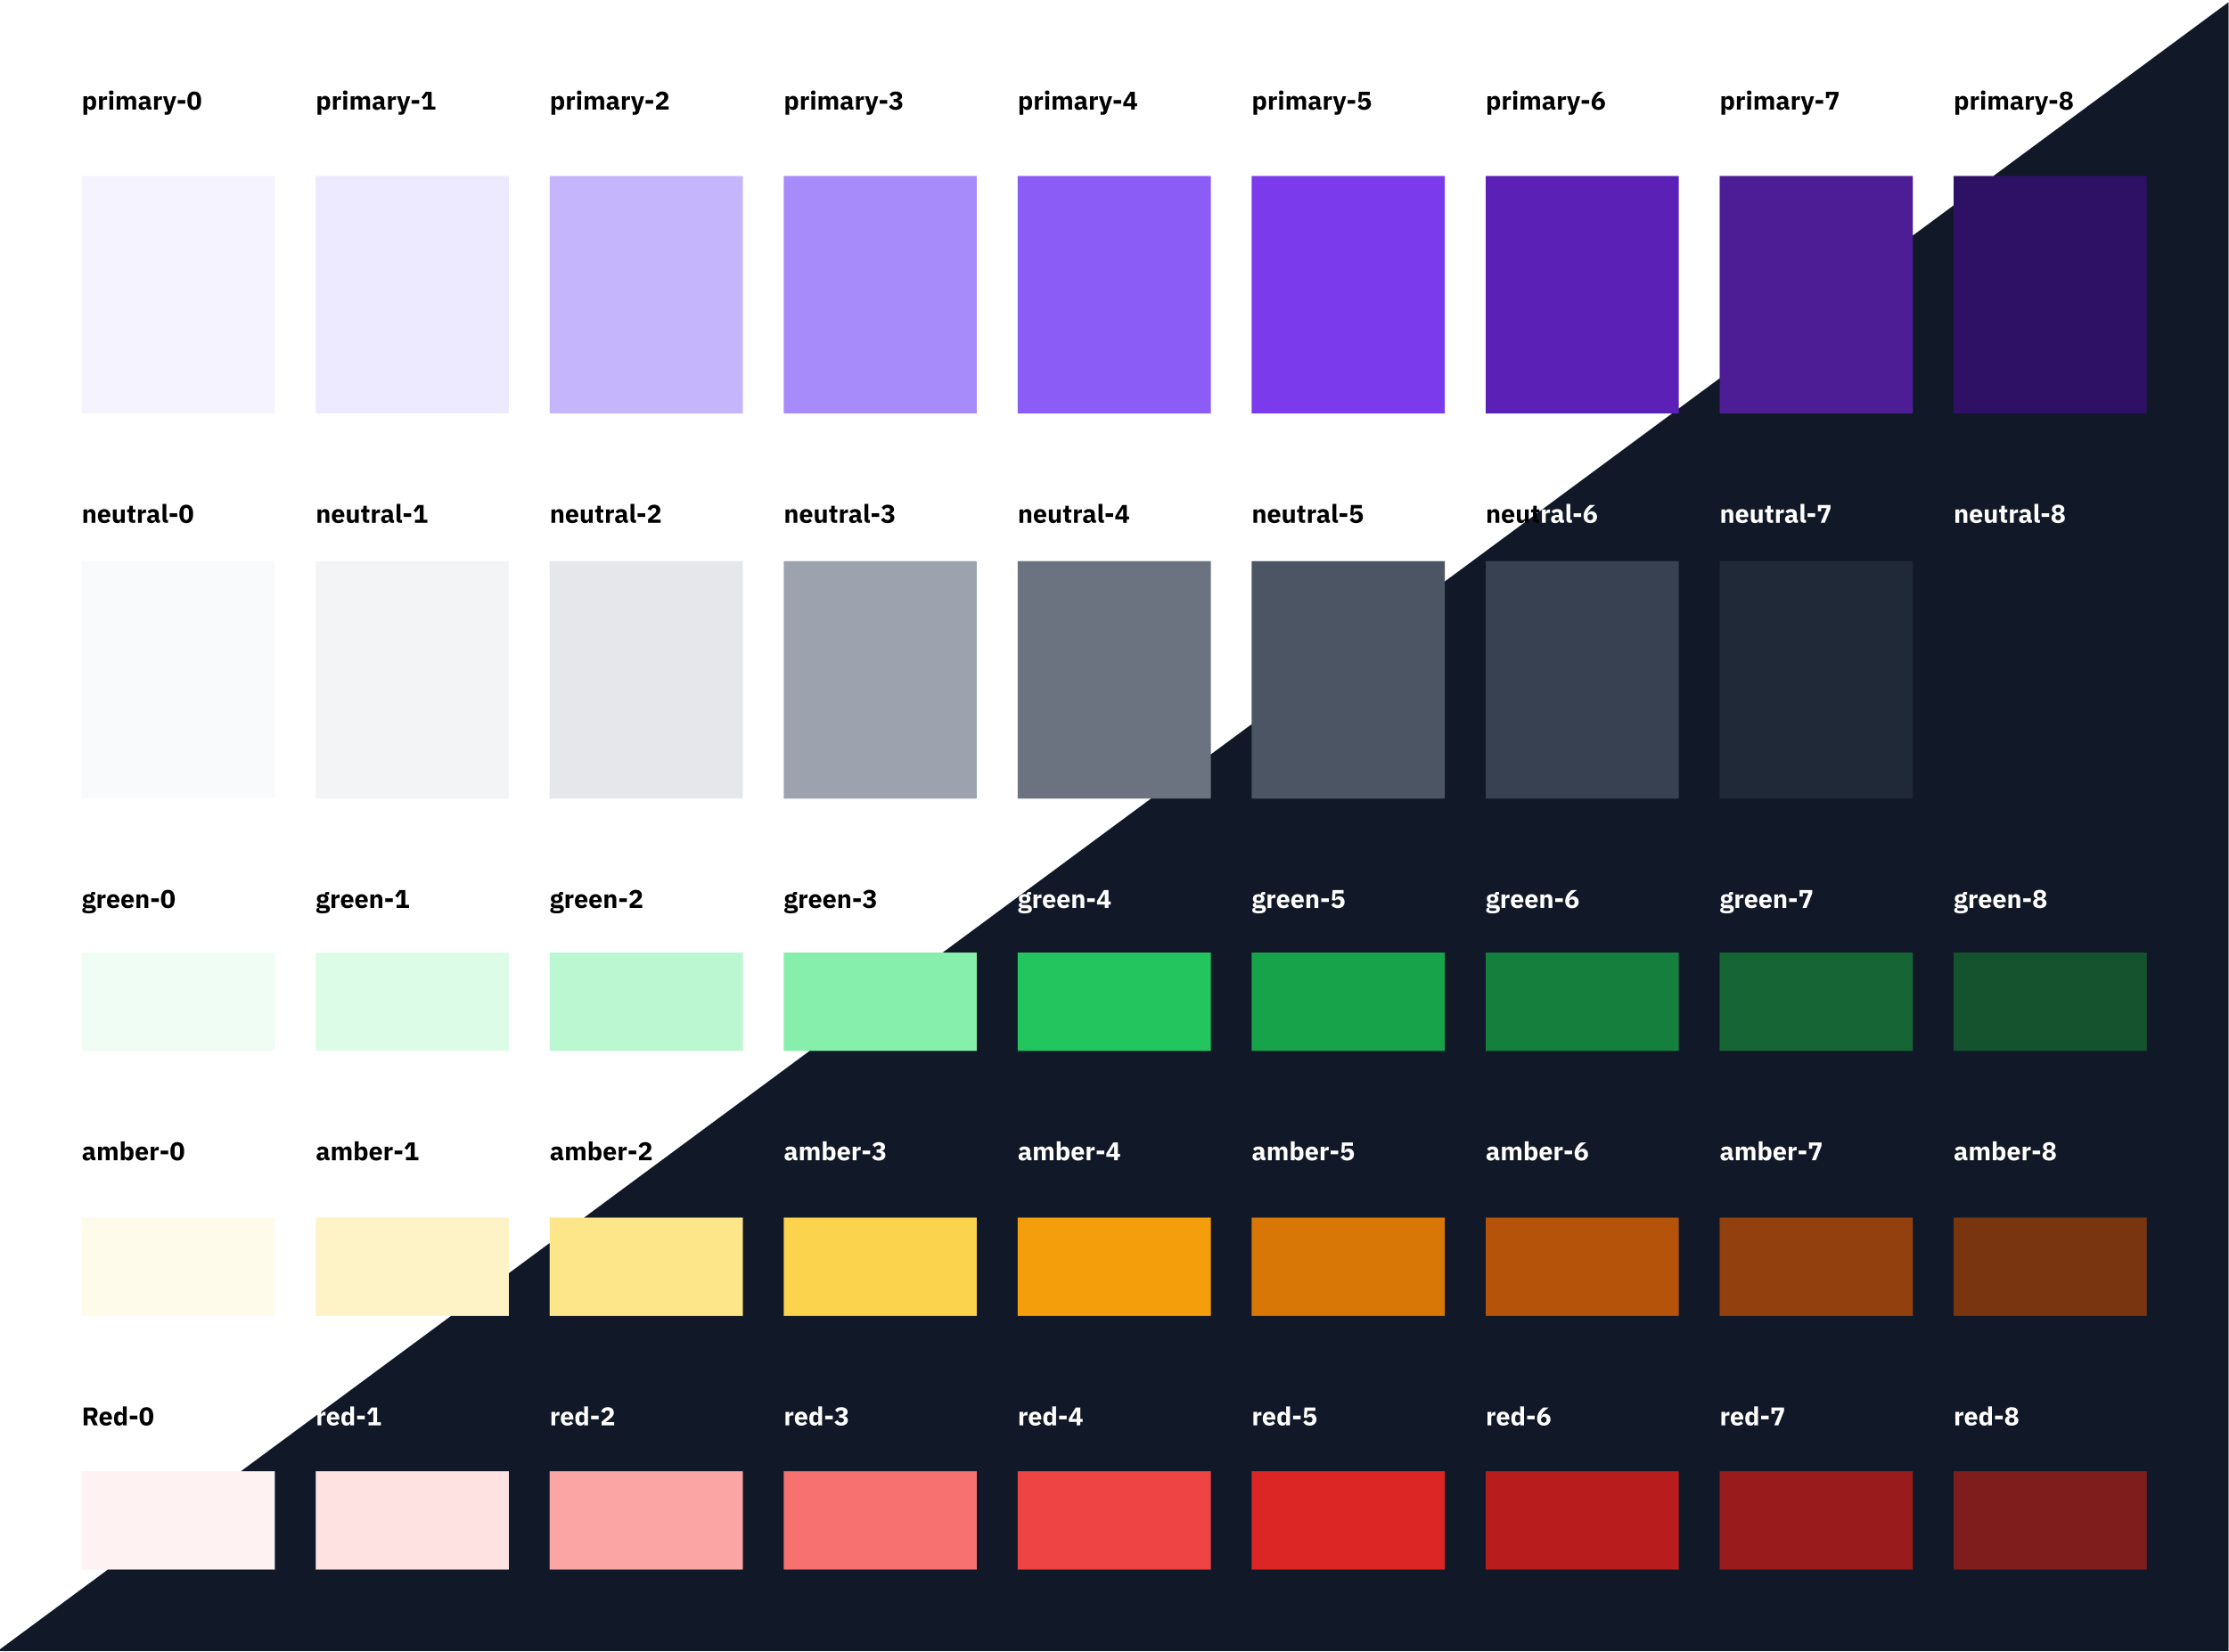 primary-0 primary-1 primary-2 primary-3 primary-4 primary-5 primary-6 primary-7 primary-8
neutral-0 neutral-1 neutral-2 neutral-3 neutral-4 neutral-5 neutral-6 neutral-7 neutral-8
green-0 green-1 green-2 green-3 green-4 green-5 green-6 green-7 green-8
amber-0 amber-1 amber-2 amber-3 amber-4 amber-5 amber-6 amber-7 amber-8
Red-0 red-1 red-2 red-3 red-4 red-5 red-6 red-7 red-8